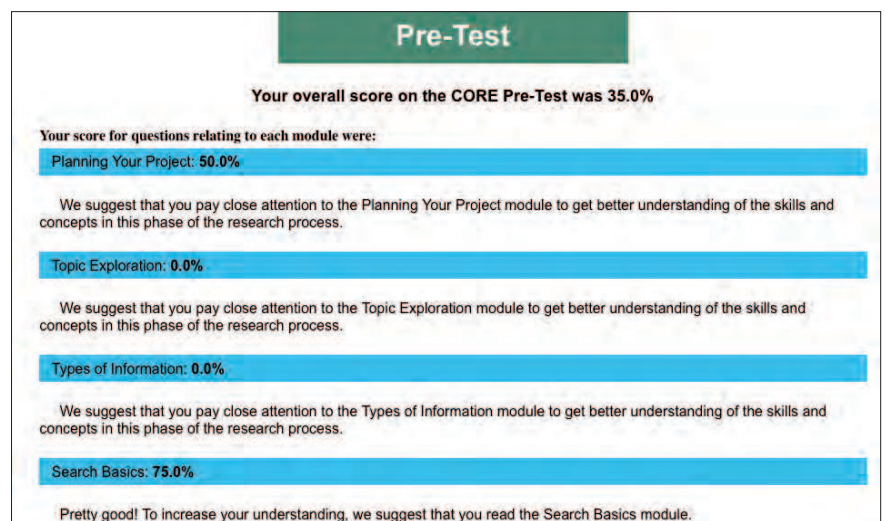 Pre-Test
Your overall score on the CORE Pre-Test was 35.0%
Your score for questions relating to each module were:
Planning Your Project: 50.0%
We suggest that you pay close attention to the Planning Your Project module to get better understanding of the skills and
concepts in this phase of the research process.
Topic Exploration: 0.0%
We suggest that you pay close attention to the Topic Exploration module to get better understanding of the skills and
concepts in this phase of the research process.
Types of Information: 0.0%
We suggest that you pay close attention to the Types of Information module to get better understanding of the skills and
concepts in this phase of the research process.
Search Basics: 75.0%
Pretty good! To increase your understanding, we suggest that you read the Search Basics module.